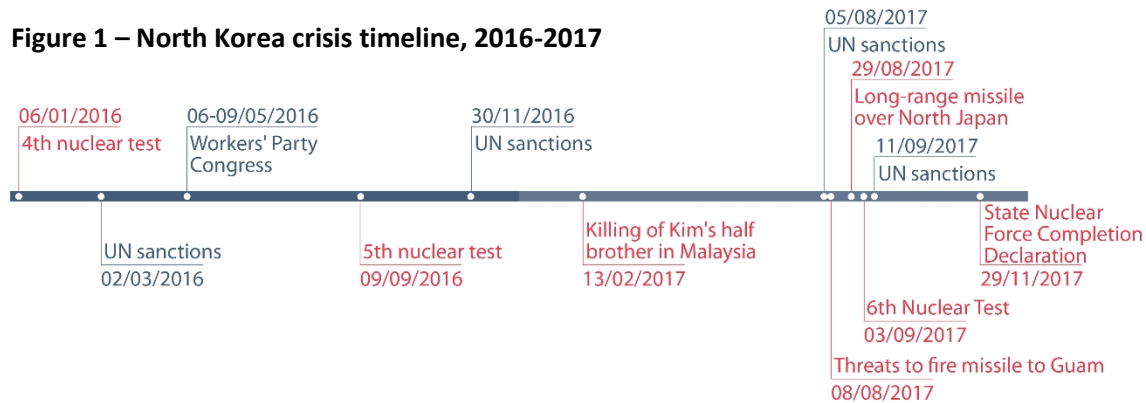 Figure 1 – North Korea crisis timeline, 2016-2017
06/01/2016
4th nuclear test
UN sanctions
02/03/2016
06-09/05/2016
Workers' Party
Congress
5th nuclear test
09/09/2016
30/11/2016
UN sanctions
Killing of Kim's half
brother in Malaysia
13/02/2017
05/08/2017
UN sanctions
Threats to fire missile to Guam
08/08/2017
29/08/2017
Long-range missile
over North Japan
6th Nuclear Test
03/09/2017
11/09/2017
UN sanctions
State Nuclear
Force Completion
Declaration
29/11/2017